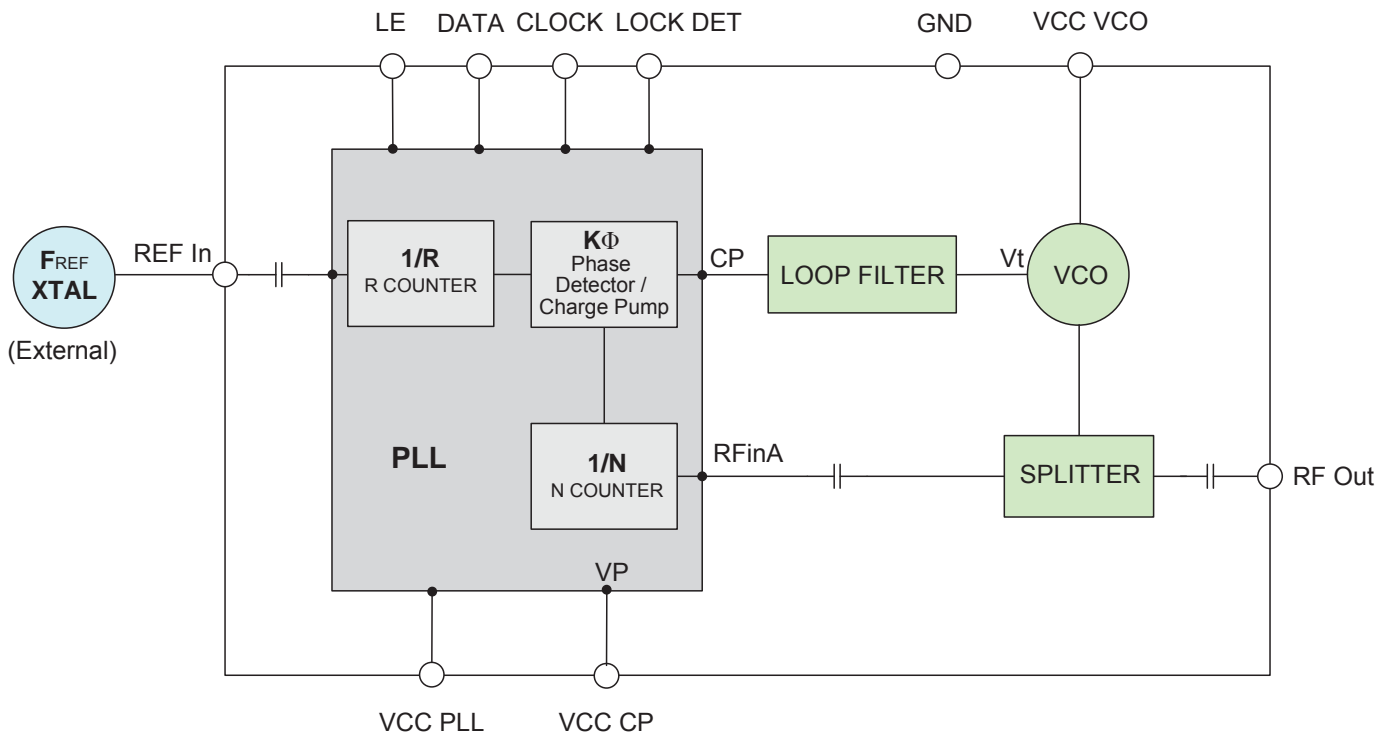 LE DATA CLOCK LOCK DET GND VCC VCO
FREF
XTAL
(External)
REF In
1/R
R COUNTER
KΦ
Phase
Detector /
Charge Pump
CP
LOOP FILTER
Vt
VCO
PLL
1/N
N COUNTER
RFinA
SPLITTER
RF Out
VP
VCC PLL VCC CP